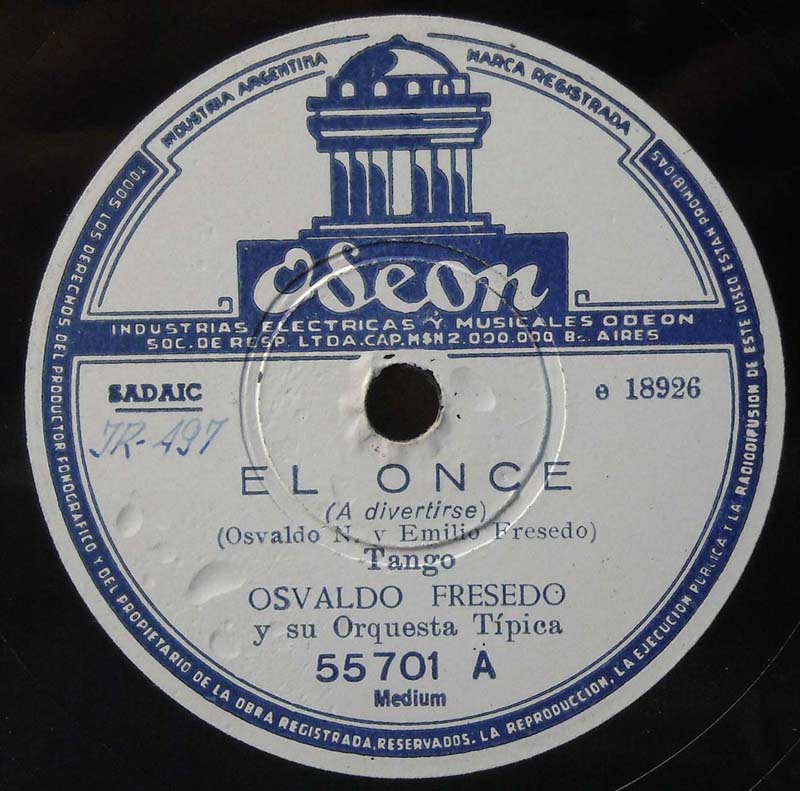 INDUSTRIA ARGENTINA
MARCA REGISTRADA
Odeon
INDUSTRIAS ELECTRICAS Y MUSICALES ODEON
SOC. DE RESP. LTDA. CAP. M$N 2.000.000 Bs. AIRES
SADAIC
e 18926
JR-497
EL ONCE
(A divertirse)
(Osvaldo N. y Emilio Fresedo)
Tango
OSVALDO FRESEDO
y su Orquesta Típica
55701 A
Medium
TODOS LOS DERECHOS DEL PRODUCTOR FONOGRAFICO Y DEL PROPIETARIO DE LA OBRA REGISTRADA, RESERVADOS. LA REPRODUCCION, LA EJECUCION PUBLICA Y LA RADIODIFUSION DE ESTE DISCO ESTAN PROHIBIDAS